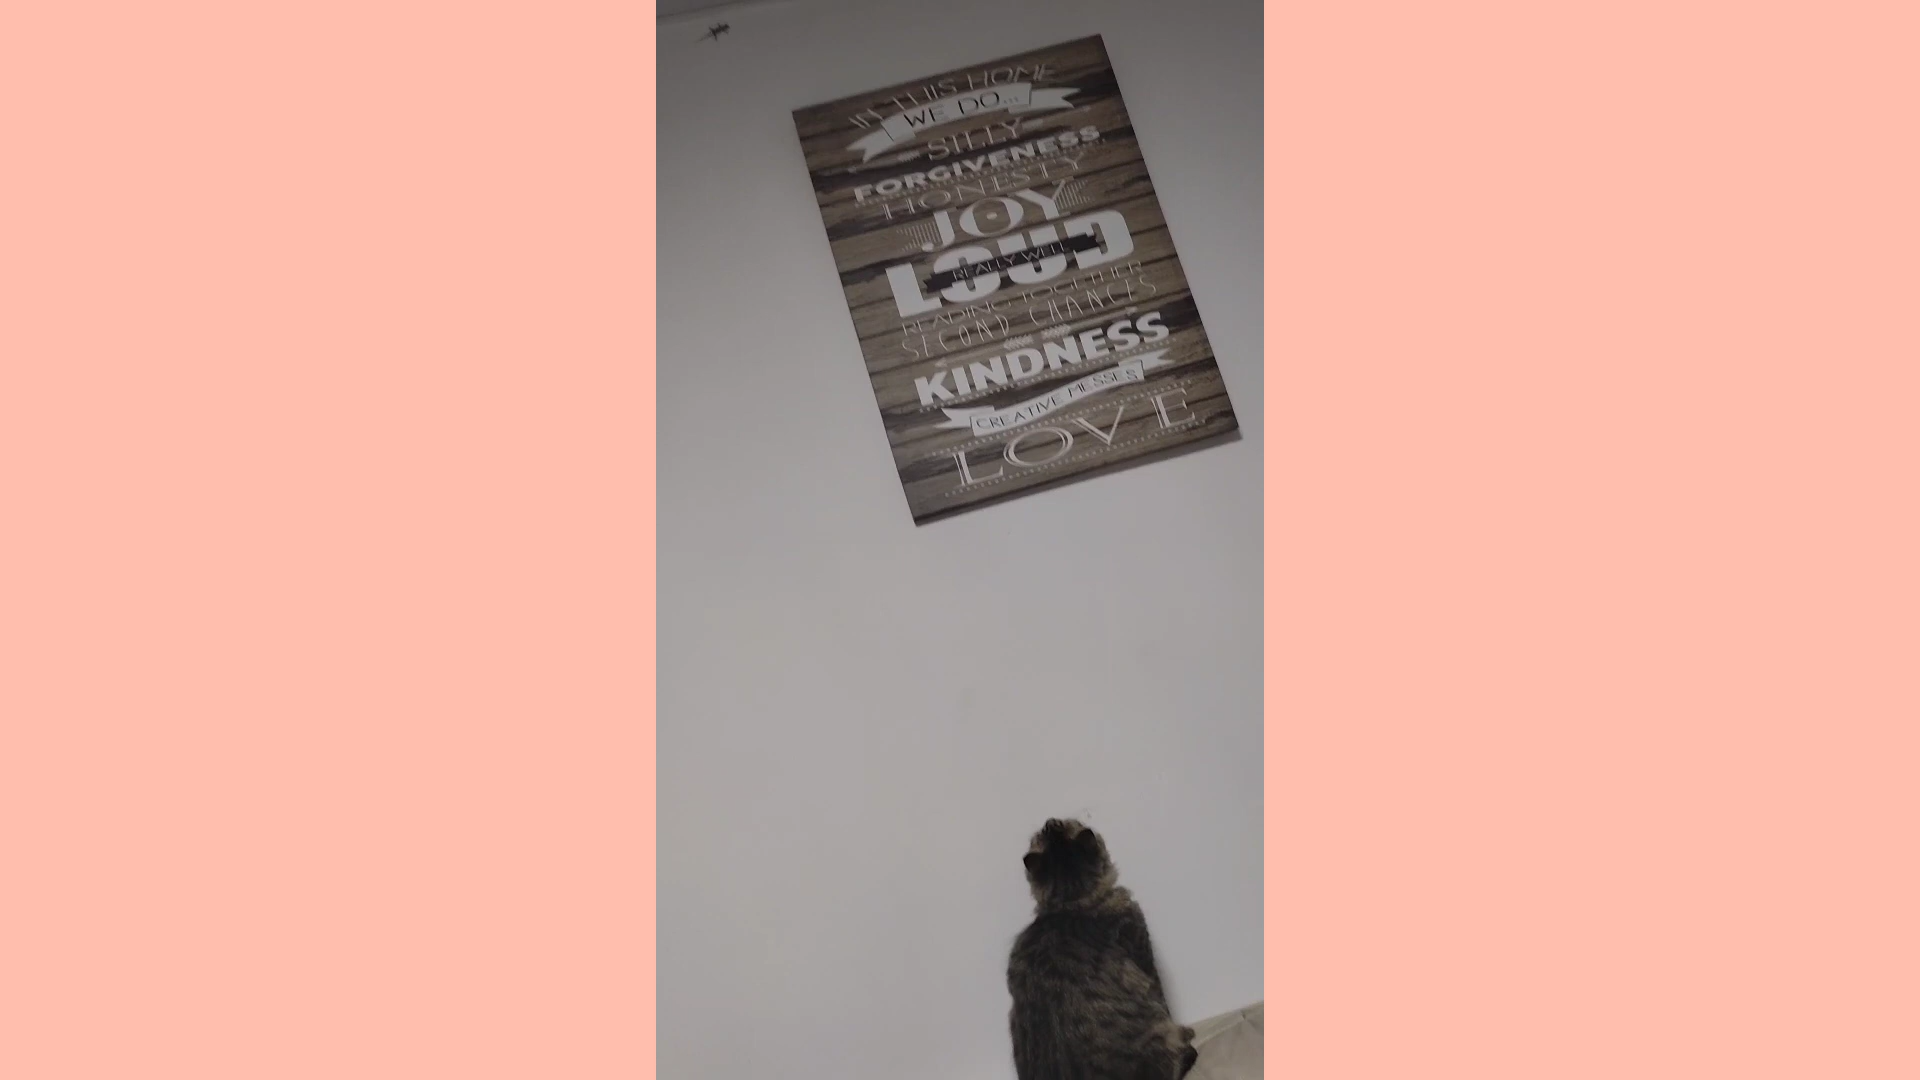 IN THIS HOME
WE DO...
SILLY
FORGIVENESS
HONESTY
JOY
LOUD
REALLY WELL
READING TOGETHER
SECOND CHANCES
KINDNESS
CREATIVE MESSES
LOVE